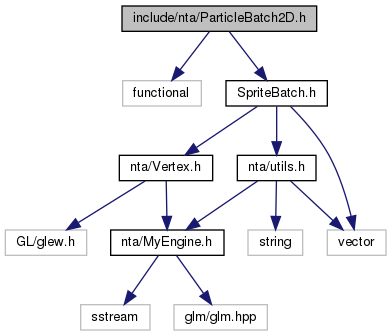 include/nta/ParticleBatch2D.h
functional
SpriteBatch.h
nta/Vertex.h
nta/utils.h
GL/glew.h
nta/MyEngine.h
string
vector
sstream
glm/glm.hpp